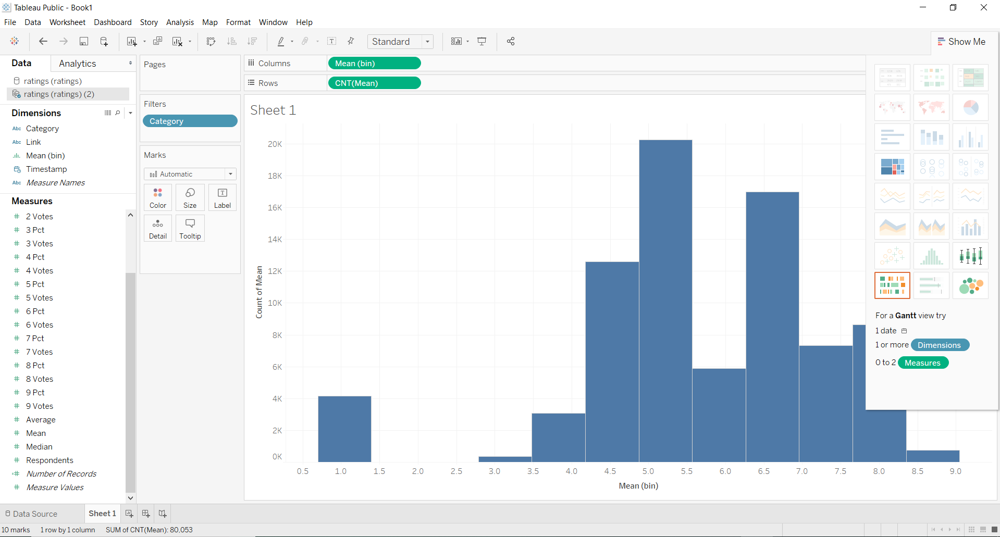 Tableau Public - Book1
File Data Worksheet Dashboard Story Analysis Map Format Window Help
Standard
Show Me
Data Analytics
ratings (ratings)
ratings (ratings) (2)
Dimensions
Abc Category
Abc Link
Mean (bin)
Timestamp
Abc Measure Names
Measures
# 2 Votes
# 3 Pct
# 3 Votes
# 4 Pct
# 4 Votes
# 5 Pct
# 5 Votes
# 6 Pct
# 6 Votes
# 7 Pct
# 7 Votes
# 8 Pct
# 8 Votes
# 9 Pct
# 9 Votes
# Average
# Mean
# Median
# Respondents
=# Number of Records
# Measure Values
Pages
Filters
Category
Marks
Automatic
Color Size Label
Detail Tooltip
Columns Mean (bin)
Rows CNT(Mean)
Sheet 1
Count of Mean
20K
18K
16K
14K
12K
10K
8K
6K
4K
2K
0K
0.5 1.0 1.5 2.0 2.5 3.0 3.5 4.0 4.5 5.0 5.5 6.0 6.5 7.0 7.5 8.0 8.5 9.0
Mean (bin)
For a Gantt view try
1 date
1 or more Dimensions
0 to 2 Measures
Data Source Sheet 1
10 marks 1 row by 1 column SUM of CNT(Mean): 80,053